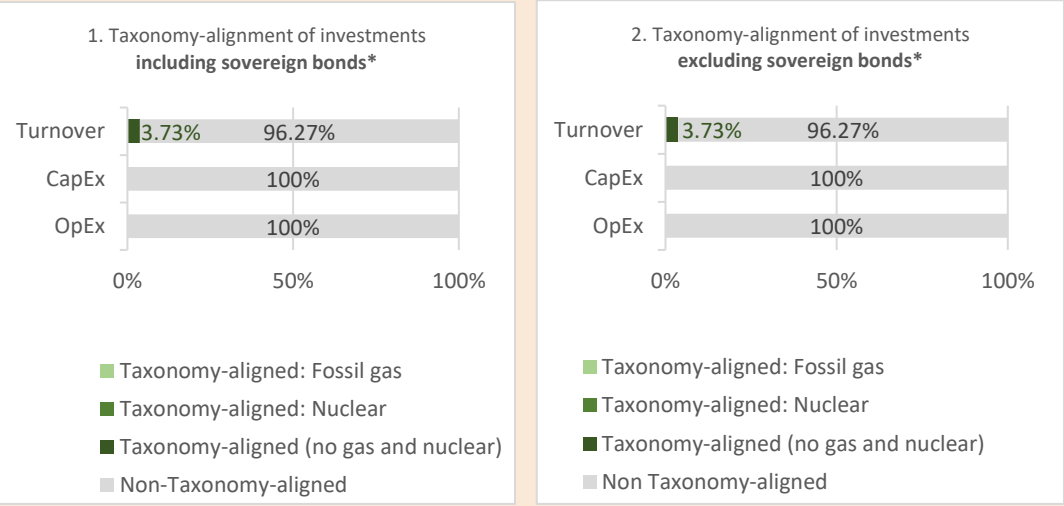 1. Taxonomy-alignment of investments
including sovereign bonds*
Turnover 3.73% 96.27%
CapEx 100%
OpEx 100%
0% 50% 100%
Taxonomy-aligned: Fossil gas
Taxonomy-aligned: Nuclear
Taxonomy-aligned (no gas and nuclear)
Non-Taxonomy-aligned
2. Taxonomy-alignment of investments
excluding sovereign bonds*
Turnover 3.73% 96.27%
CapEx 100%
OpEx 100%
0% 50% 100%
Taxonomy-aligned: Fossil gas
Taxonomy-aligned: Nuclear
Taxonomy-aligned (no gas and nuclear)
Non Taxonomy-aligned